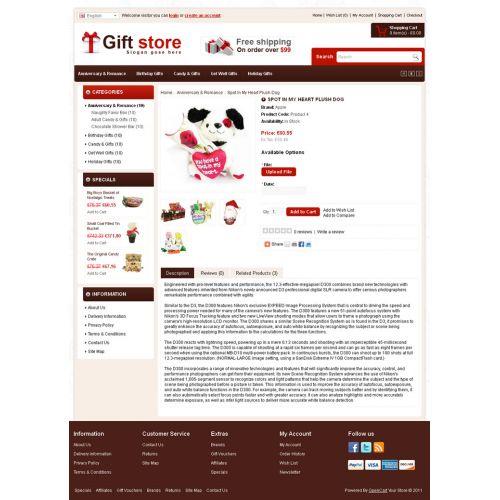 English
Welcome visitor you can login or create an account.
Home | Wish List (0) | My Account | Shopping Cart | Checkout
Gift store
Slogan goes here
Free shipping
On order over $99
Shopping Cart
0 item(s) - £0.00
Search
Anniversary & Romance
Birthday Gifts
Candy & Gifts
Get Well Gifts
Holiday Gifts
CATEGORIES
Anniversary & Romance (19)
Naughty Favor Box (10)
Adult Candy & Gifts (10)
Chocolate Shower Bar (10)
Birthday Gifts (10)
Candy & Gifts (10)
Get Well Gifts (10)
Holiday Gifts (10)
SPECIALS
Nostalgic Treats
Add to Cart
Small Cow Filled Tin
Bucket
Add to Cart
The Original Candy
Crate
Add to Cart
INFORMATION
About Us
Delivery Information
Privacy Policy
Terms & Conditions
Contact Us
Site Map
Home
Anniversary & Romance
Spot In My Heart Plush Dog
SPOT IN MY HEART PLUSH DOG
Brand: Apple
Product Code: Product 4
Availability: In Stock
Available Options
* File:
Upload File
* Date:
Qty: 1
Add to Cart
Add to Wish List
Add to Compare
0 reviews | Write a review
Share
Description
Reviews (0)
Related Products (3)
Engineered with pro-level features and performance, the 12.3-effective-megapixel D300 combines brand new technologies with
advanced features inherited from Nikon's newly announced D3 professional digital SLR camera to offer serious photographers
remarkable performance combined with agility.
Similar to the D3, the D300 features Nikon's exclusive EXPEED Image Processing System that is central to driving the speed and
processing power needed for many of the camera's new features. The D300 features a new 51-point autofocus system with
Nikon's 3D Focus Tracking feature and two new LiveView shooting modes that allow users to frame a photograph using the
camera's high-resolution LCD monitor. The D300 shares a similar Scene Recognition System as is found in the D3; it promises to
greatly enhance the accuracy of autofocus, autoexposure, and auto white balance by recognizing the subject or scene being
photographed and applying this information to the calculations for the three functions.
The D300 reacts with lightning speed, powering up in a mere 0.13 seconds and shooting with an imperceptible 45-millisecond
shutter release lag time. The D300 is capable of shooting at a rapid six frames per second and can go as fast as eight frames per
second when using the optional MB-D10 multi-power battery pack. In continuous bursts, the D300 can shoot up to 100 shots at full
12.3-megapixel resolution. (NORMAL-LARGE image setting, using a SanDisk Extreme IV 1GB CompactFlash card.)
The D300 incorporates a range of innovative technologies and features that will significantly improve the accuracy, control, and
performance photographers can get from their equipment. Its new Scene Recognition System advances the use of Nikon's
acclaimed 1,005-segment sensor to recognize colors and light patterns that help the camera determine the subject and the type of
scene being photographed before a picture is taken. This information is used to improve the accuracy of autofocus, autoexposure,
and auto white balance functions in the D300. For example, the camera can track moving subjects better and by identifying them, it
can also automatically select focus points faster and with greater accuracy. It can also analyze highlights and more accurately
determine exposure, as well as infer light sources to deliver more accurate white balance detection.
Information
About Us
Delivery Information
Privacy Policy
Terms & Conditions
Customer Service
Contact Us
Returns
Site Map
Extras
Brands
Gift Vouchers
Affiliates
Specials
My Account
My Account
Order History
Wish List
Newsletter
Follow us
PayPal
VISA
Specials
Affiliates
Gift Vouchers
Brands
Returns
Site Map
Contact Us
Powered By OpenCart Your Store © 2011